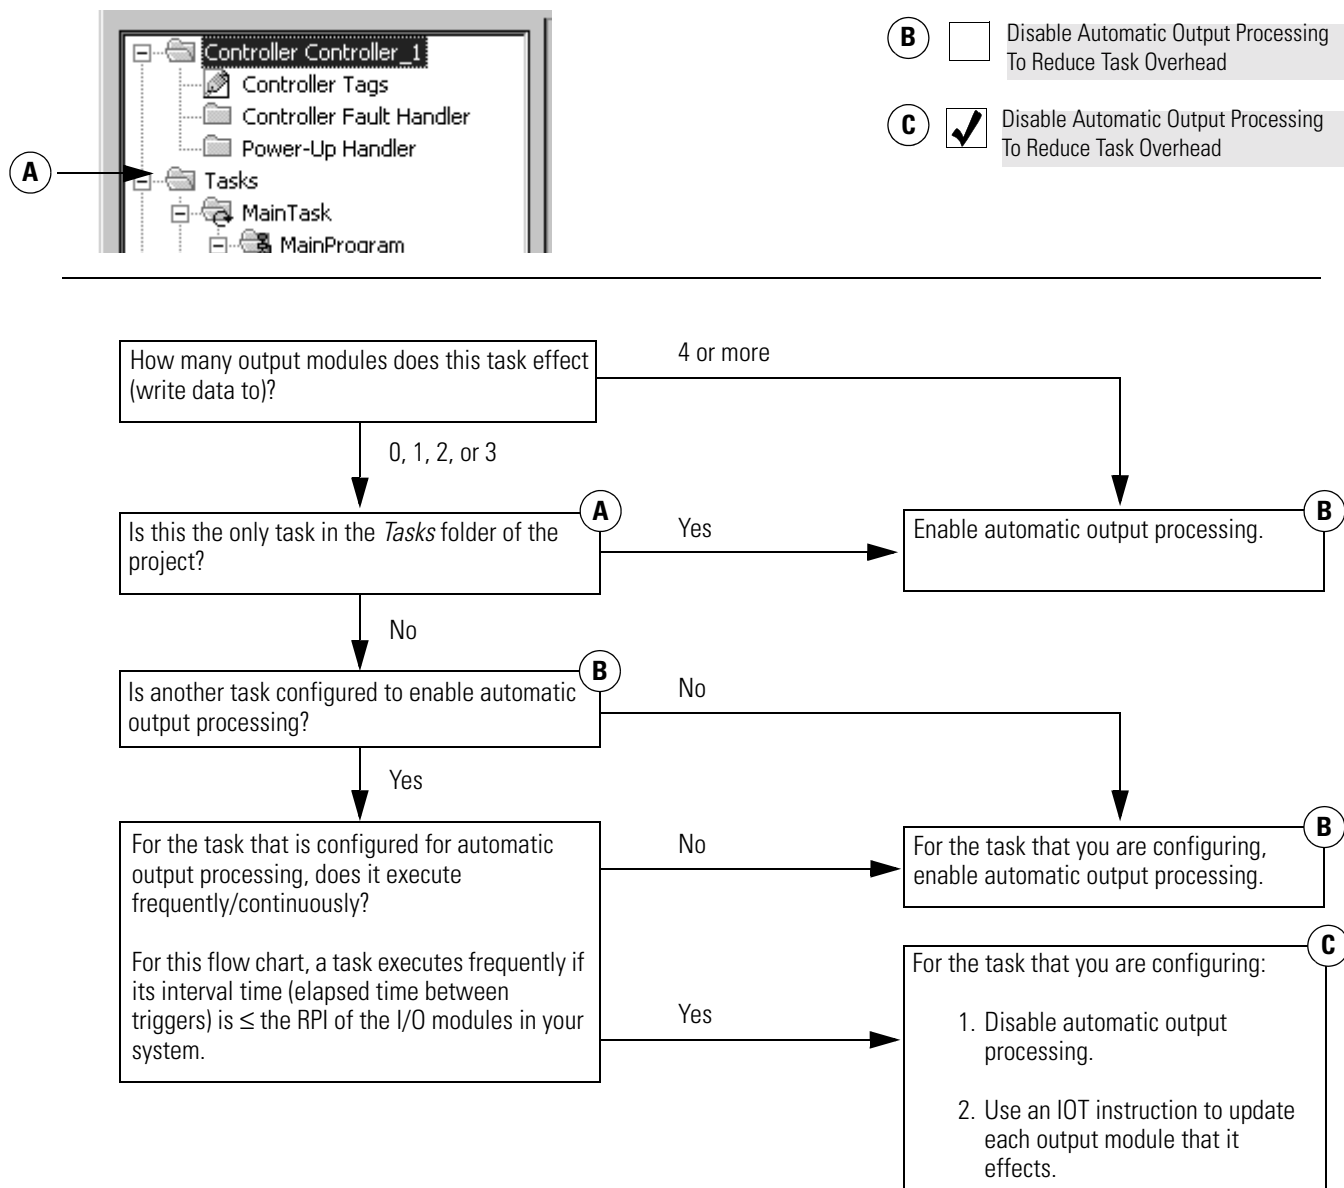 Controller Controller_1
Controller Tags
Controller Fault Handler
Power-Up Handler
A
Tasks
MainTask
MainProgram
B
Disable Automatic Output Processing
To Reduce Task Overhead
C
Disable Automatic Output Processing
To Reduce Task Overhead
How many output modules does this task effect
(write data to)?
4 or more
0, 1, 2, or 3
A
Is this the only task in the Tasks folder of the
project?
Yes
B
Enable automatic output processing.
No
B
Is another task configured to enable automatic
output processing?
No
Yes
For the task that is configured for automatic
output processing, does it execute
frequently/continuously?
For this flow chart, a task executes frequently if
its interval time (elapsed time between
triggers) is ≤ the RPI of the I/O modules in your
system.
No
B
For the task that you are configuring,
enable automatic output processing.
Yes
C
For the task that you are configuring:
1. Disable automatic output
processing.
2. Use an IOT instruction to update
each output module that it
effects.